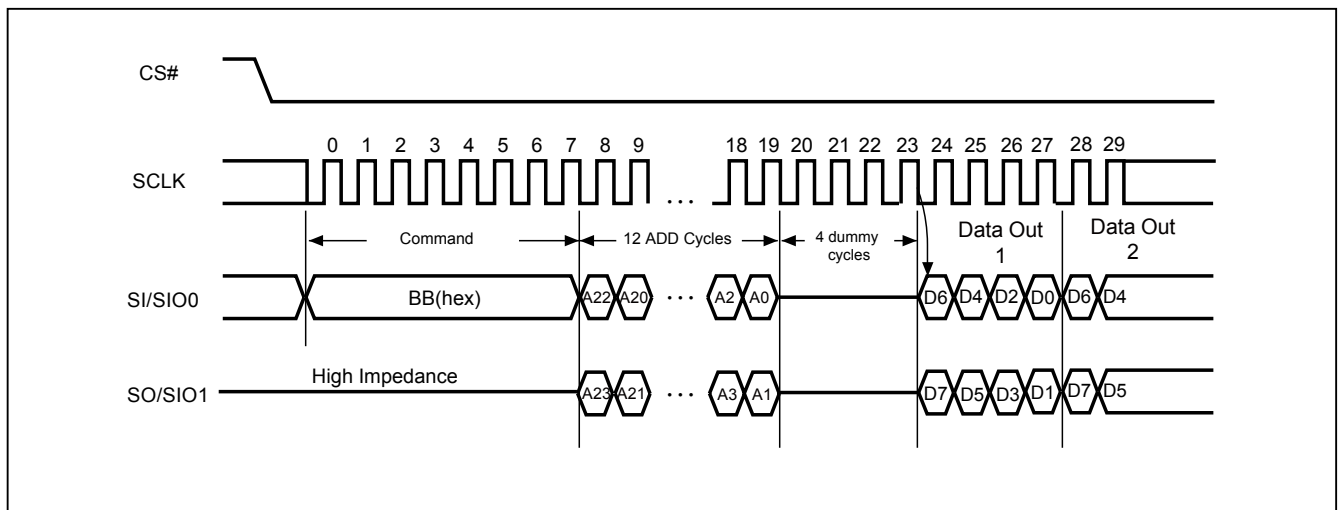 CS#
0 1 2 3 4 5 6 7 8 9 18 19 20 21 22 23 24 25 26 27 28 29
SCLK
···
Command 12 ADD Cycles 4 dummy cycles Data Out 1 Data Out 2
SI/SIO0 BB(hex) A22 A20 ··· A2 A0 D6 D4 D2 D0 D6 D4
High Impedance
SO/SIO1 A23 A21 ··· A3 A1 D7 D5 D3 D1 D7 D5